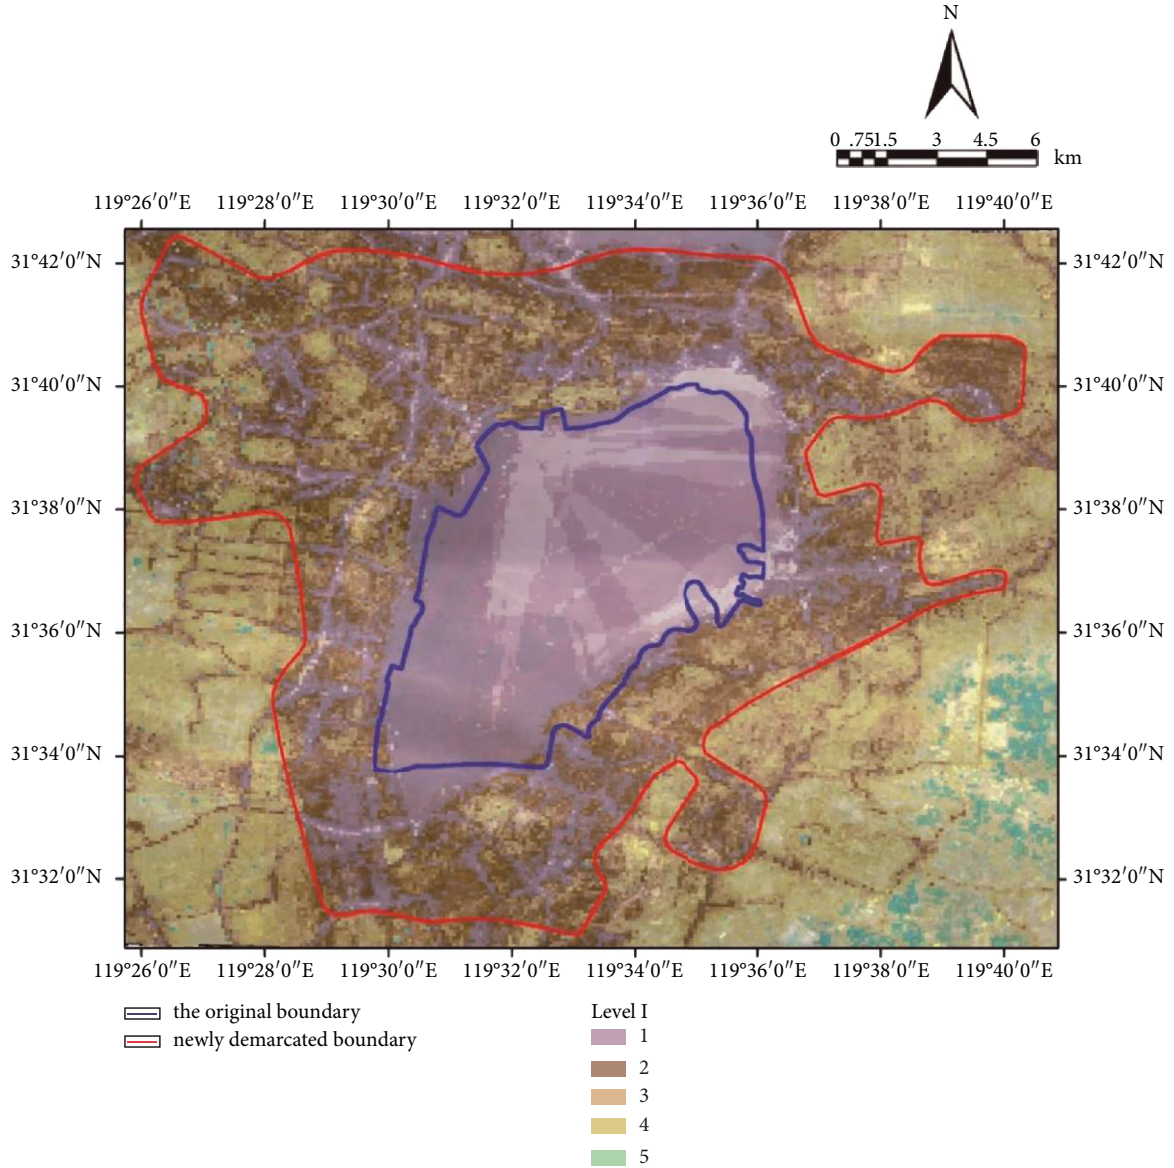 N
0 .751.5 3 4.5 6
km
119°26′0″E 119°28′0″E 119°30′0″E 119°32′0″E 119°34′0″E 119°36′0″E 119°38′0″E 119°40′0″E
31°42′0″N 31°42′0″N
31°40′0″N 31°40′0″N
31°38′0″N 31°38′0″N
31°36′0″N 31°36′0″N
31°34′0″N 31°34′0″N
31°32′0″N 31°32′0″N
119°26′0″E 119°28′0″E 119°30′0″E 119°32′0″E 119°34′0″E 119°36′0″E 119°38′0″E 119°40′0″E
the original boundary
newly demarcated boundary
Level I
1
2
3
4
5